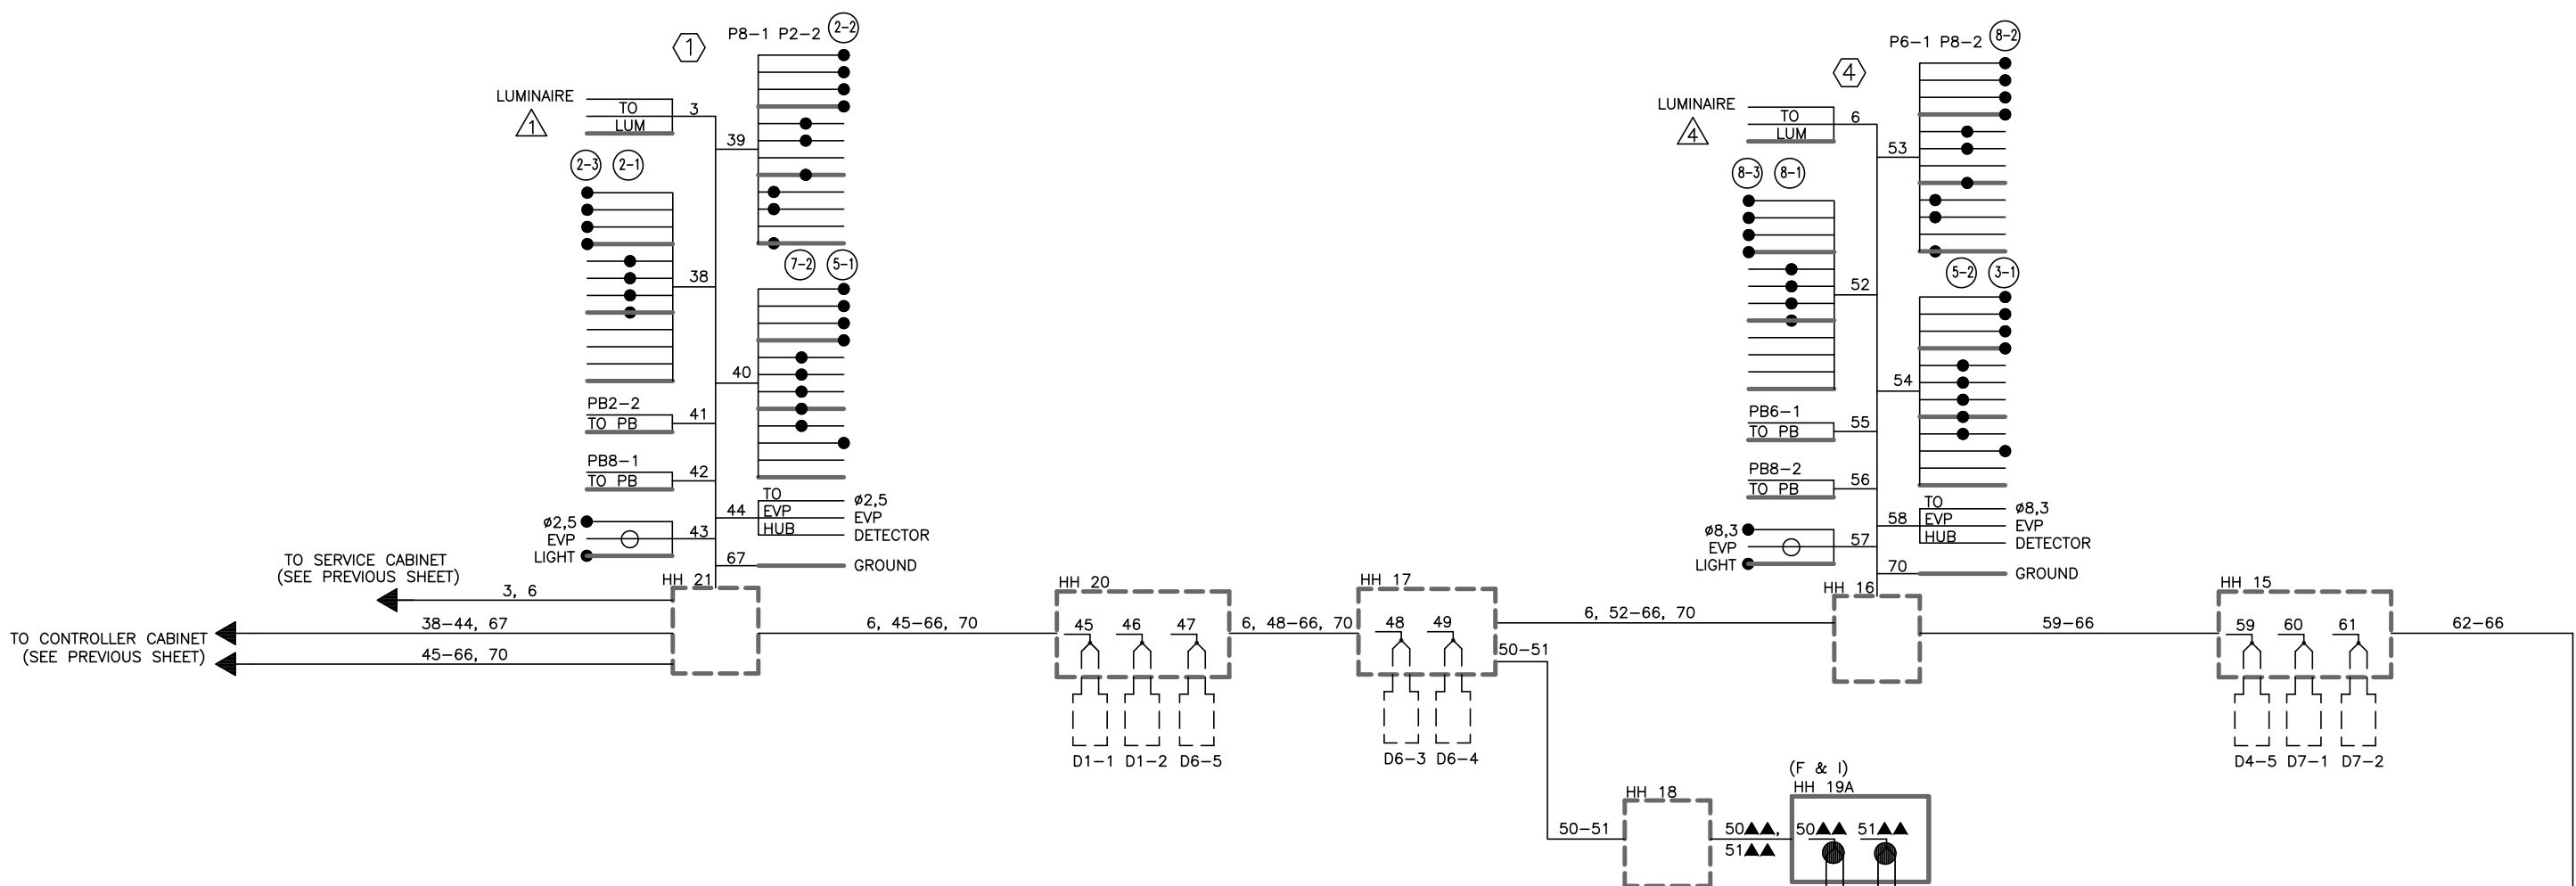 1
P8-1 P2-2 2-2
LUMINAIRE
1
TO
LUM
3
39
2-3 2-1
38
7-2 5-1
40
PB2-2
TO PB
41
PB8-1
TO PB
42
ø2,5
EVP
LIGHT
43
44
TO
EVP
HUB
ø2,5
EVP
DETECTOR
67
GROUND
TO SERVICE CABINET
(SEE PREVIOUS SHEET)
3, 6
TO CONTROLLER CABINET
(SEE PREVIOUS SHEET)
38-44, 67
45-66, 70
HH 21
6, 45-66, 70
HH 20
45 46 47
D1-1 D1-2 D6-5
6, 48-66, 70
HH 17
48 49
D6-3 D6-4
6, 52-66, 70
50-51
50-51
HH 18
50▲▲,
51▲▲
(F & I)
HH 19A
50▲▲ 51▲▲
4
P6-1 P8-2 8-2
LUMINAIRE
4
TO
LUM
6
53
8-3 8-1
52
5-2 3-1
54
PB6-1
TO PB
55
PB8-2
TO PB
56
ø8,3
EVP
LIGHT
57
58
TO
EVP
HUB
ø8,3
EVP
DETECTOR
70
GROUND
HH 16
59-66
HH 15
59 60 61
D4-5 D7-1 D7-2
62-66